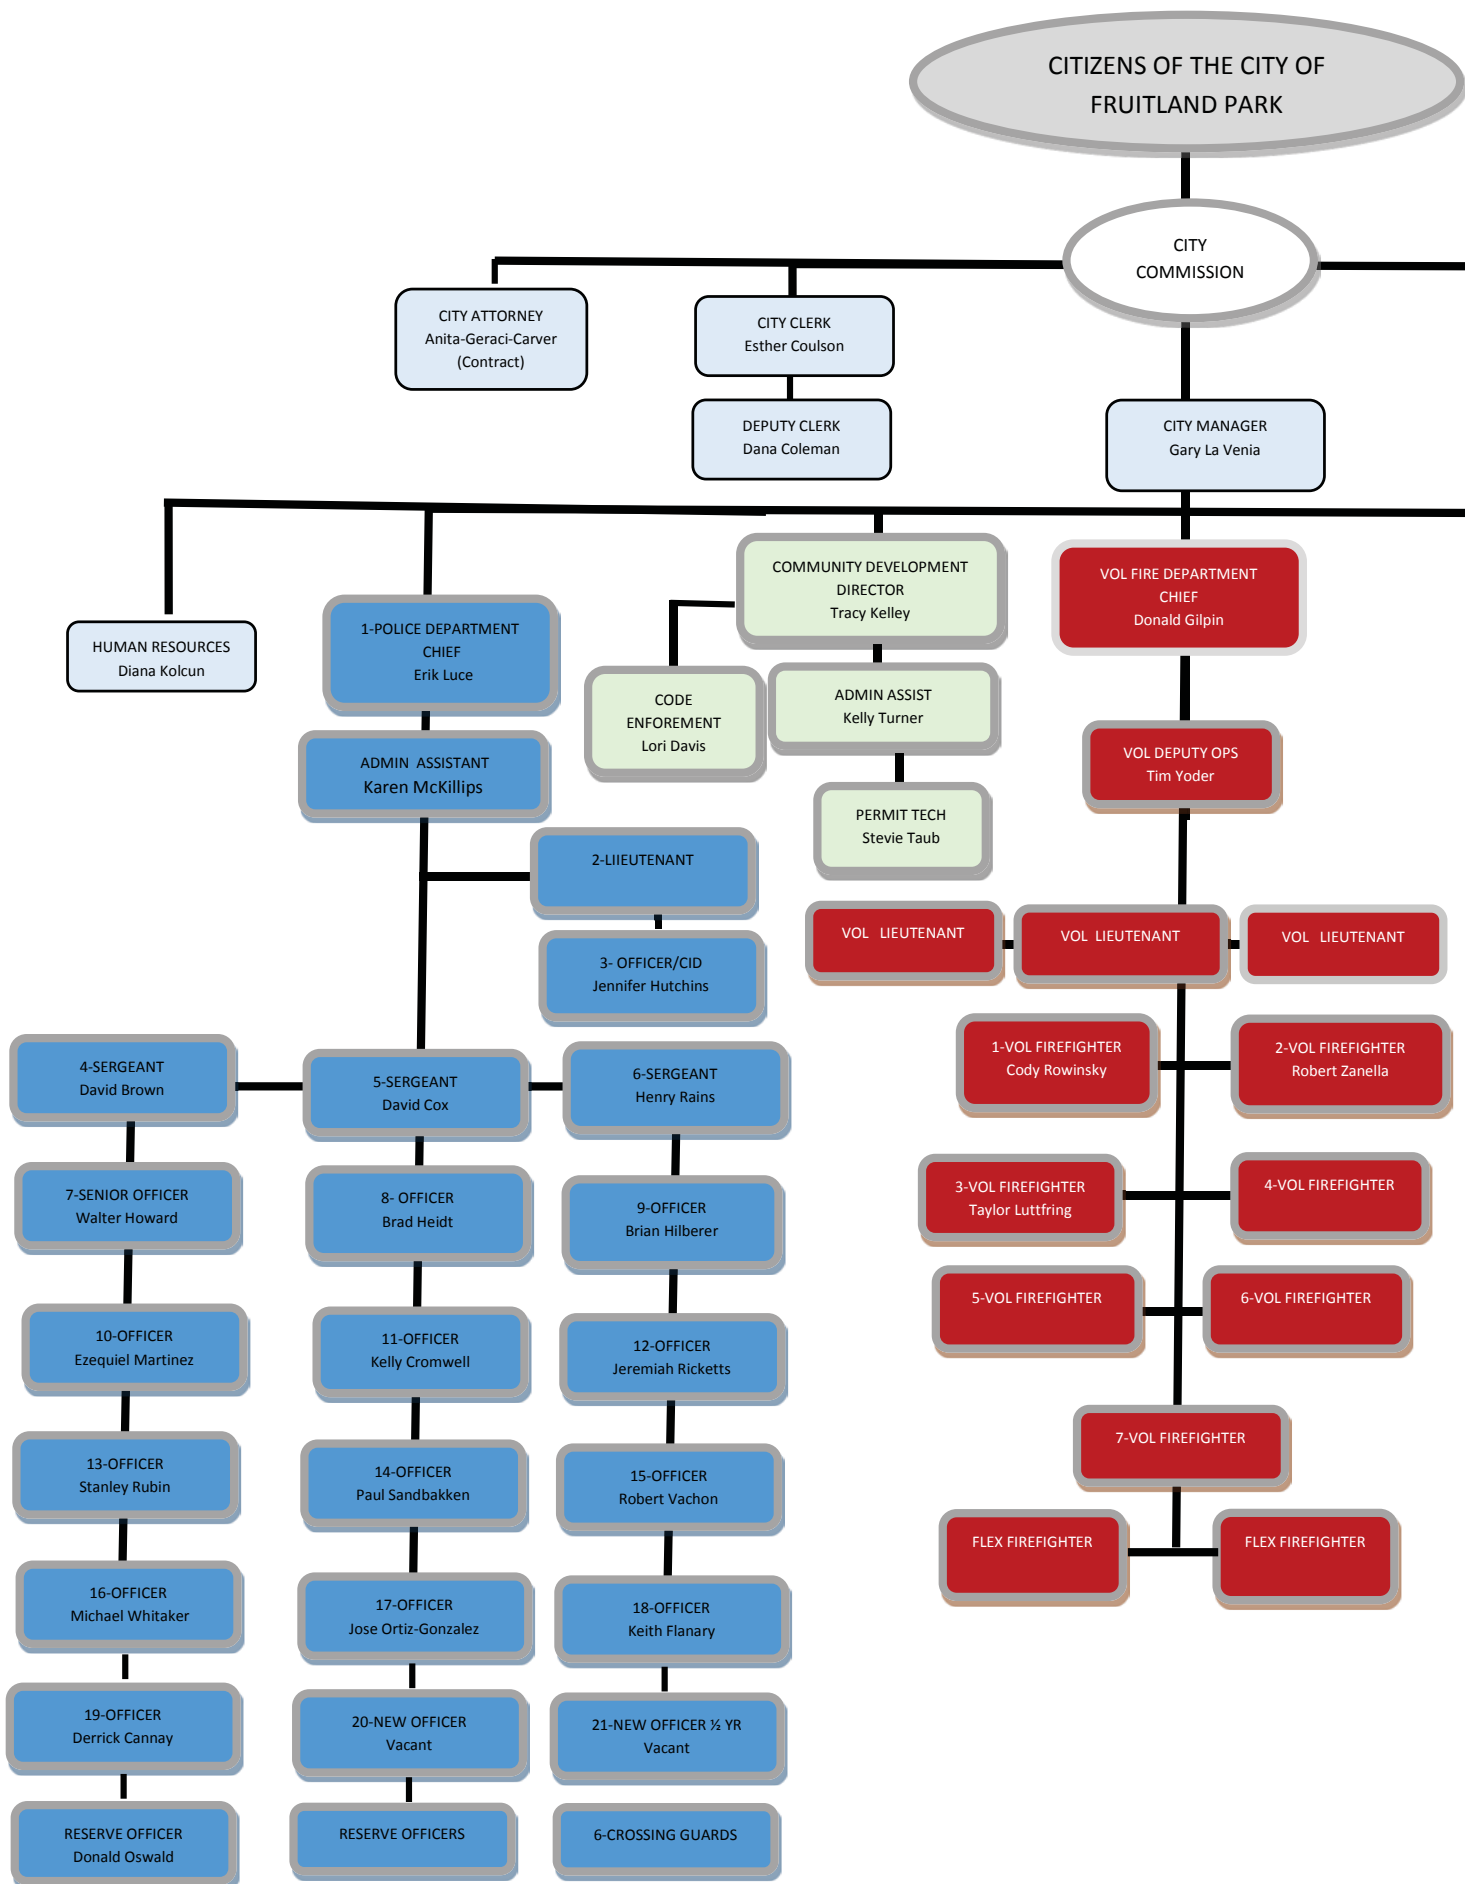 CITIZENS OF THE CITY OF
FRUITLAND PARK
CITY
COMMISSION
CITY ATTORNEY
Anita-Geraci-Carver
(Contract)
CITY CLERK
Esther Coulson
DEPUTY CLERK
Dana Coleman
CITY MANAGER
Gary La Venia
HUMAN RESOURCES
Diana Kolcun
1-POLICE DEPARTMENT
CHIEF
Erik Luce
ADMIN  ASSISTANT
Karen McKillips
2-LIIEUTENANT
3- OFFICER/CID
Jennifer Hutchins
4-SERGEANT
David Brown
5-SERGEANT
David Cox
6-SERGEANT
Henry Rains
7-SENIOR OFFICER
Walter Howard
8- OFFICER
Brad Heidt
9-OFFICER
Brian Hilberer
10-OFFICER
Ezequiel Martinez
11-OFFICER
Kelly Cromwell
12-OFFICER
Jeremiah Ricketts
13-OFFICER
Stanley Rubin
14-OFFICER
Paul Sandbakken
15-OFFICER
Robert Vachon
16-OFFICER
Michael Whitaker
17-OFFICER
Jose Ortiz-Gonzalez
18-OFFICER
Keith Flanary
19-OFFICER
Derrick Cannay
20-NEW OFFICER
Vacant
21-NEW OFFICER ½ YR
Vacant
RESERVE OFFICER
Donald Oswald
RESERVE OFFICERS
6-CROSSING GUARDS
COMMUNITY DEVELOPMENT
DIRECTOR
Tracy Kelley
CODE
ENFOREMENT
Lori Davis
ADMIN ASSIST
Kelly Turner
PERMIT TECH
Stevie Taub
VOL FIRE DEPARTMENT
CHIEF
Donald Gilpin
VOL DEPUTY OPS
Tim Yoder
VOL   LIEUTENANT
VOL  LIEUTENANT
VOL   LIEUTENANT
1-VOL FIREFIGHTER
Cody Rowinsky
2-VOL FIREFIGHTER
Robert Zanella
3-VOL FIREFIGHTER
Taylor Luttfring
4-VOL FIREFIGHTER
5-VOL FIREFIGHTER
6-VOL FIREFIGHTER
7-VOL FIREFIGHTER
FLEX FIREFIGHTER
FLEX FIREFIGHTER